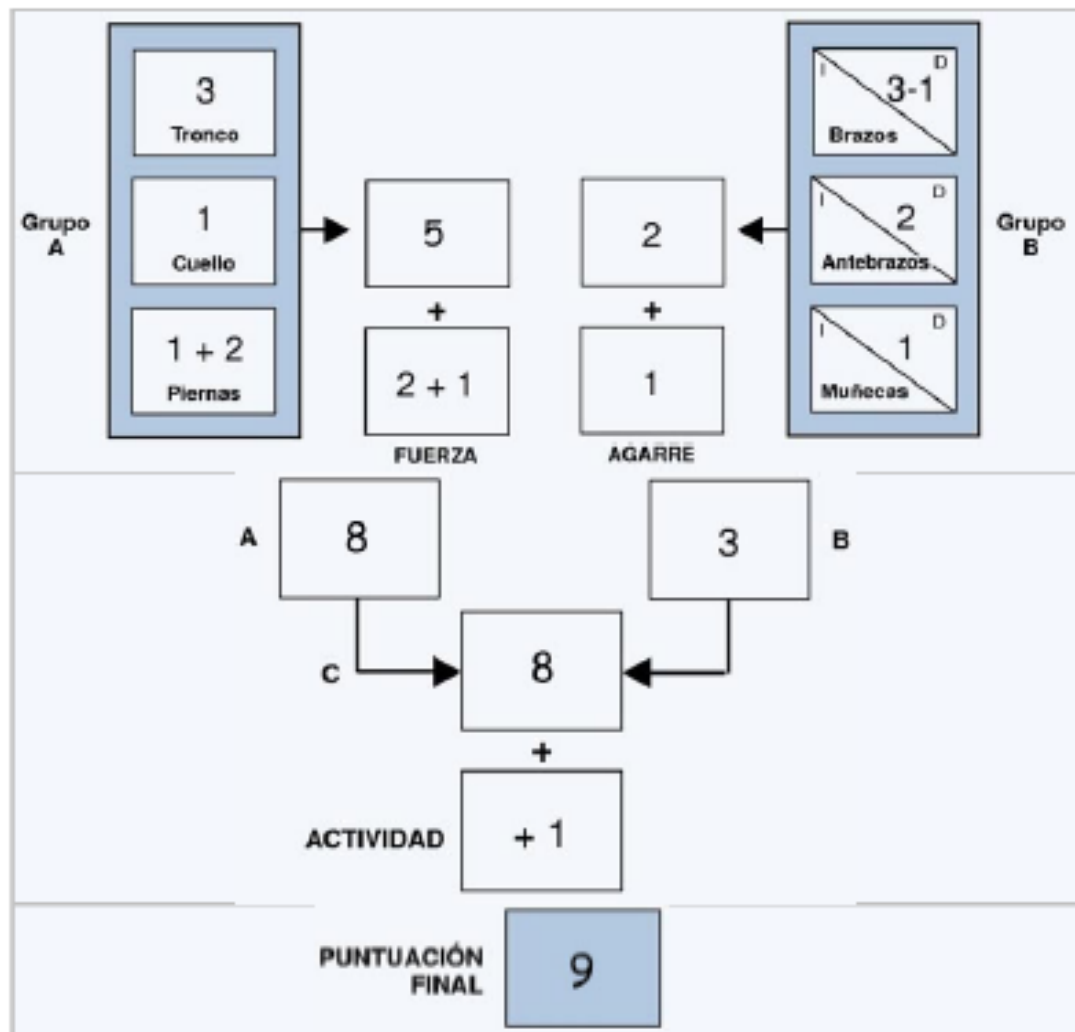 3
Tronco
Grupo
A
1
Cuello
1 + 2
Piernas
5
+
2 + 1
FUERZA
2
+
1
AGARRE
I D
3-1
Brazos
I D
2
Antebrazos
I D
1
Muñecas
Grupo
B
A
8
3
B
C
8
+
ACTIVIDAD
+ 1
PUNTUACIÓN
FINAL
9